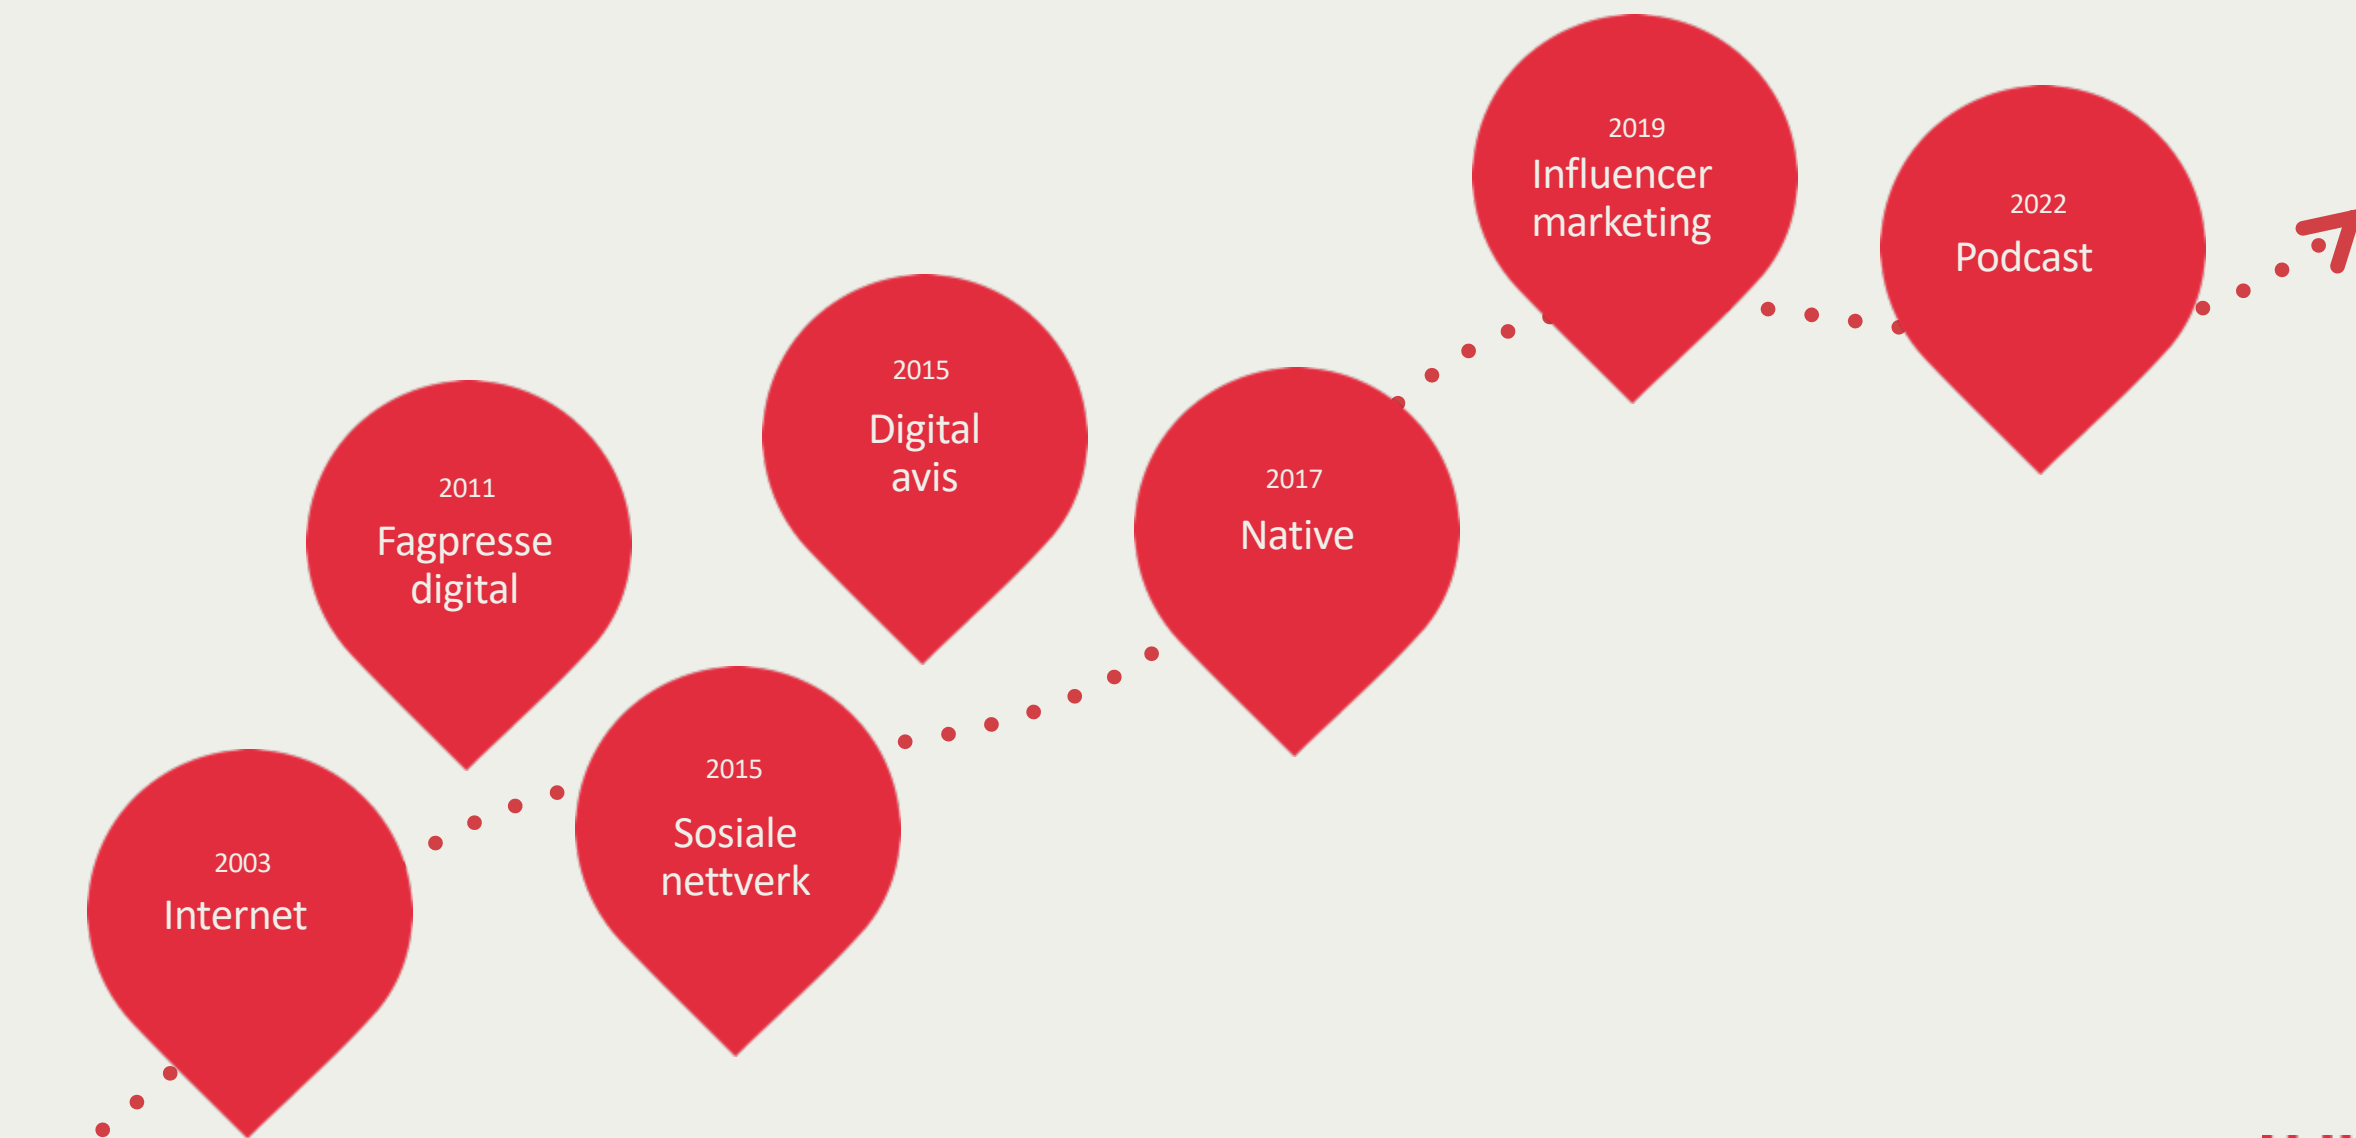 2003
Internet
2011
Fagpresse
digital
2015
Sosiale
nettverk
2015
Digital
avis
2017
Native
2019
Influencer
marketing
2022
Podcast